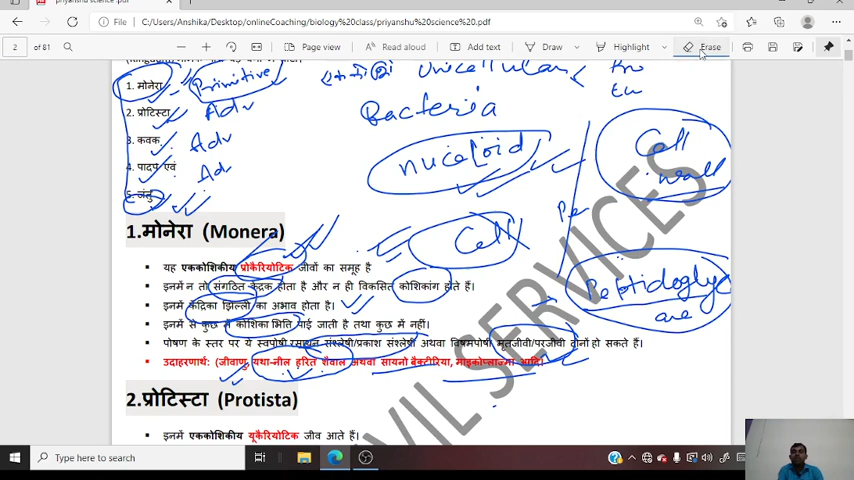 priyanshu science .pdf
C:/Users/Anshika/Desktop/onlineCoaching/biology%20class/priyanshu%20science%20.pdf
2 of 81
Page view
Read aloud
Add text
Draw
Highlight
Erase
1. मोनेरा Primitive
एककोशी Unicellular
2. प्रोटिस्टा Adv
Bacteria
3. कवक Adv
4. पादप एवं Adv
5. जंतु
nuceloid
Cell wall
Cell
Peptidoglycane
1.मोनेरा (Monera)
यह एककोशिकीय प्रोकैरियोटिक जीवों का समूह है
इनमें न तो संगठित केंद्रक होता है और न ही विकसित कोशिकांग होते हैं।
इनमें केंद्रिका झिल्ली का अभाव होता है।
इनमें से कुछ में कोशिका भित्ति पाई जाती है तथा कुछ में नहीं।
पोषण के स्तर पर ये स्वपोषी रसायन संश्लेषी/प्रकाश संश्लेषी अथवा विषमपोषी मृतजीवी/परजीवी दोनों हो सकते हैं।
उदाहरणार्थ: (जीवाणु, यथा-नील हरित शैवाल अथवा सायनो बैक्टीरिया, माइकोप्लाज्मा आदि)
2.प्रोटिस्टा (Protista)
इनमें एककोशिकीय यूकैरियोटिक जीव आते हैं।
CIVIL SERVICES
Type here to search